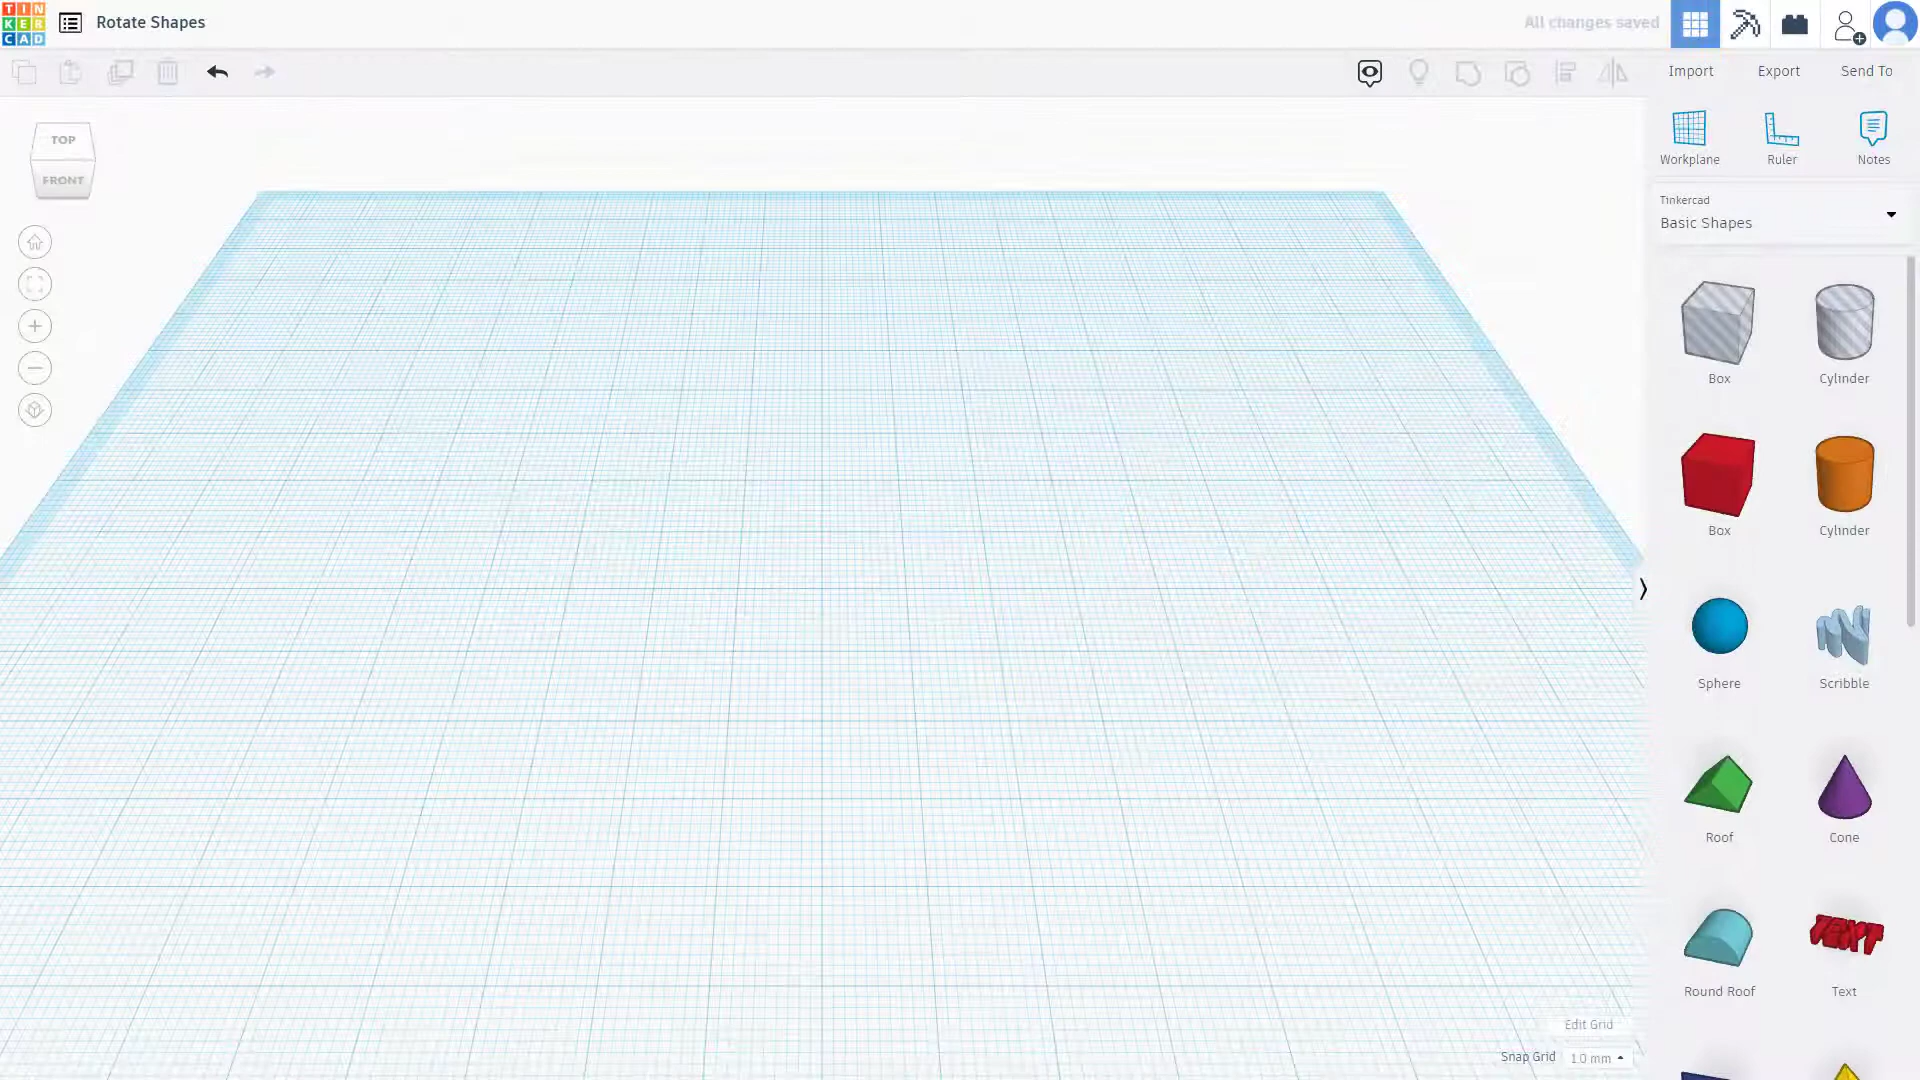 TIN
KER
CAD
Rotate Shapes
All changes saved
Import
Export
Send To
TOP
FRONT
Workplane
Ruler
Notes
Tinkercad
Basic Shapes
Box
Cylinder
Box
Cylinder
Sphere
Scribble
Roof
Cone
TEXT
Round Roof
Text
Edit Grid
Snap Grid
1.0 mm